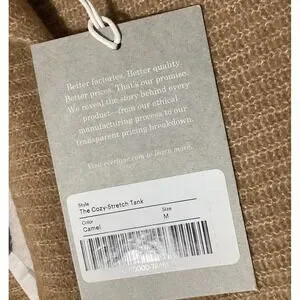 Better factories. Better quality.
Better prices. That's our promise.
We reveal the story behind every
product—from our ethical
manufacturing process to our
transparent pricing breakdown.
Visit everlane.com to learn more.
Style
The Cozy-Stretch Tank
Color
Size
Camel
M